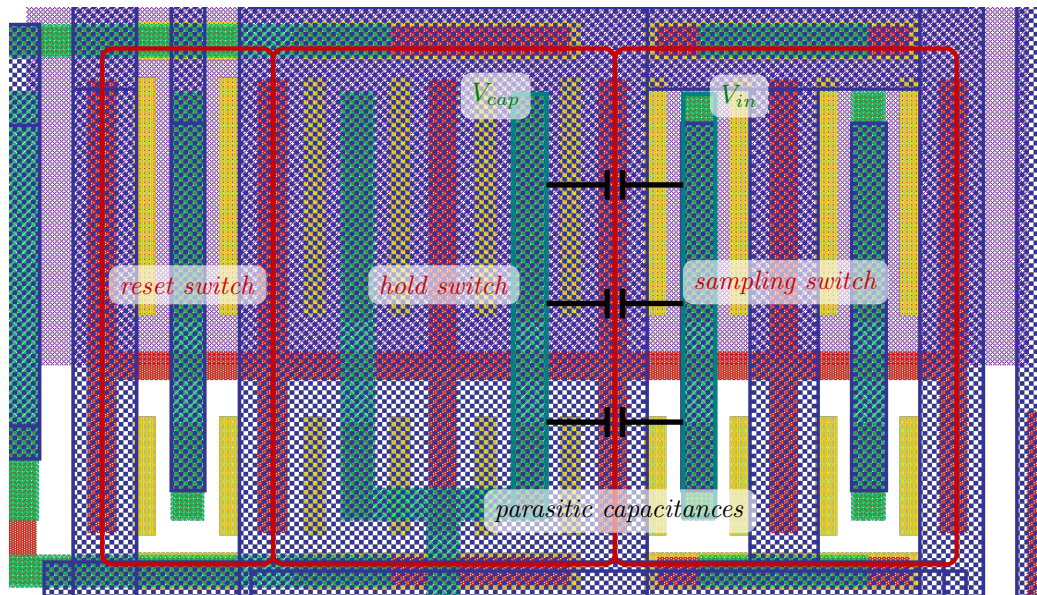 V_cap
V_in
reset switch
hold switch
sampling switch
parasitic capacitances